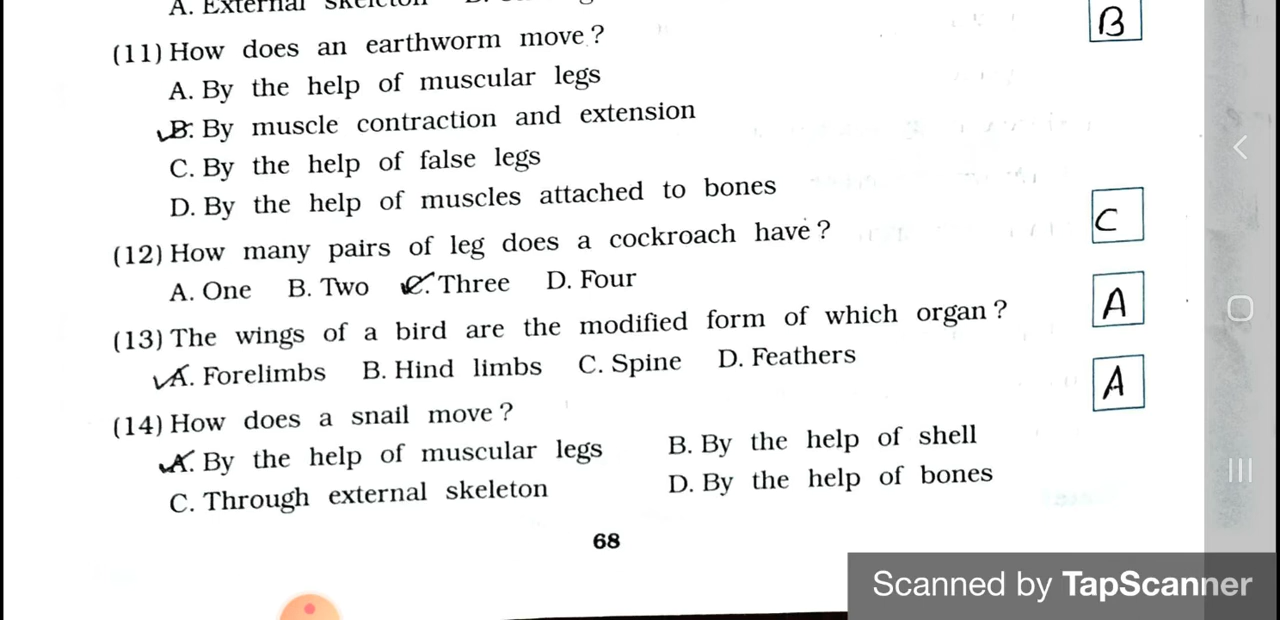 A. External skeleton
B
(11) How does an earthworm move?
A. By the help of muscular legs
B. By muscle contraction and extension
C. By the help of false legs
D. By the help of muscles attached to bones
(12) How many pairs of leg does a cockroach have?
C
A. One B. Two C. Three D. Four
(13) The wings of a bird are the modified form of which organ?
A
A. Forelimbs B. Hind limbs C. Spine D. Feathers
(14) How does a snail move?
A
A. By the help of muscular legs B. By the help of shell
C. Through external skeleton D. By the help of bones
68
Scanned by TapScanner